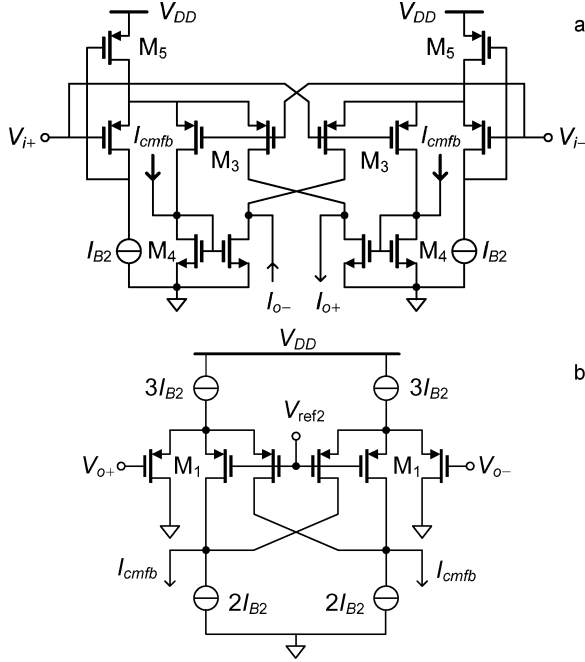 a
V_DD V_DD
M_5 M_5
V_i+ I_cmfb I_cmfb V_i−
M_3 M_3
I_B2 M_4 M_4 I_B2
I_o− I_o+
b
V_DD
3I_B2 3I_B2
V_ref2
V_o+ M_1 M_1 V_o−
I_cmfb I_cmfb
2I_B2 2I_B2